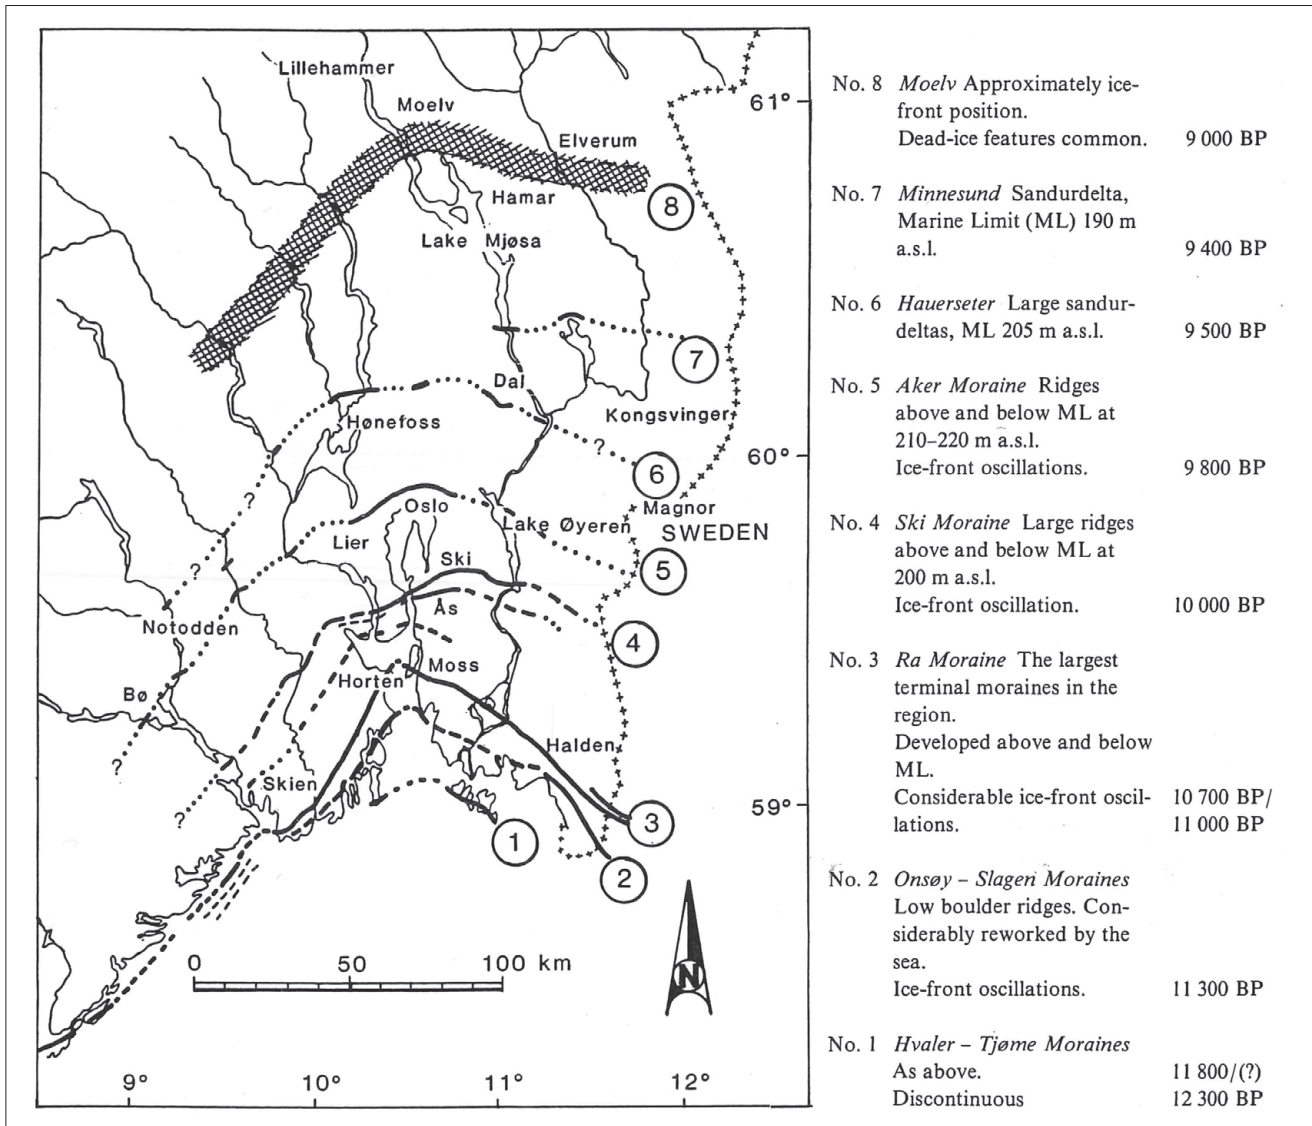 Lillehammer
Moelv
61°
Elverum
Hamar
8
Lake Mjøsa
7
Dal
Kongsvinger
Hønefoss
?
60°
6
?
Magnor
Oslo
Lake Øyeren
SWEDEN
Lier
Ski
5
?
Ås
Notodden
4
Moss
Horten
Bø
Halden
?
Skien
59°
3
?
1
2
0 50 100 km
N
9° 10° 11° 12°
No. 8 Moelv Approximately ice-
front position.
Dead-ice features common. 9 000 BP
No. 7 Minnesund Sandurdelta,
Marine Limit (ML) 190 m
a.s.l. 9 400 BP
No. 6 Hauerseter Large sandur-
deltas, ML 205 m a.s.l. 9 500 BP
No. 5 Aker Moraine Ridges
above and below ML at
210–220 m a.s.l.
Ice-front oscillations. 9 800 BP
No. 4 Ski Moraine Large ridges
above and below ML at
200 m a.s.l.
Ice-front oscillation. 10 000 BP
No. 3 Ra Moraine The largest
terminal moraines in the
region.
Developed above and below
ML.
Considerable ice-front oscil- 10 700 BP/
lations. 11 000 BP
No. 2 Onsøy – Slagen Moraines
Low boulder ridges. Con-
siderably reworked by the
sea.
Ice-front oscillations. 11 300 BP
No. 1 Hvaler – Tjøme Moraines
As above. 11 800/(?)
Discontinuous 12 300 BP